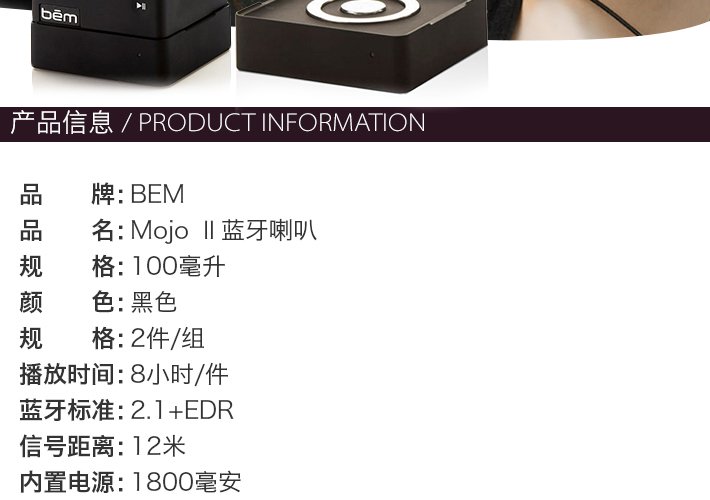 bēm
产品信息 / PRODUCT INFORMATION
品 牌: BEM
品 名: Mojo II 蓝牙喇叭
规 格: 100毫升
颜 色: 黑色
规 格: 2件/组
播放时间: 8小时/件
蓝牙标准: 2.1+EDR
信号距离: 12米
内置电源: 1800毫安